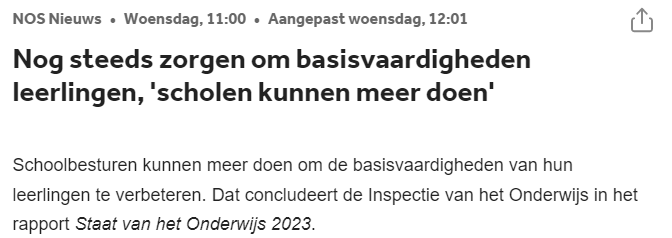 NOS Nieuws • Woensdag, 11:00 • Aangepast woensdag, 12:01
Nog steeds zorgen om basisvaardigheden
leerlingen, 'scholen kunnen meer doen'
Schoolbesturen kunnen meer doen om de basisvaardigheden van hun
leerlingen te verbeteren. Dat concludeert de Inspectie van het Onderwijs in het
rapport Staat van het Onderwijs 2023.